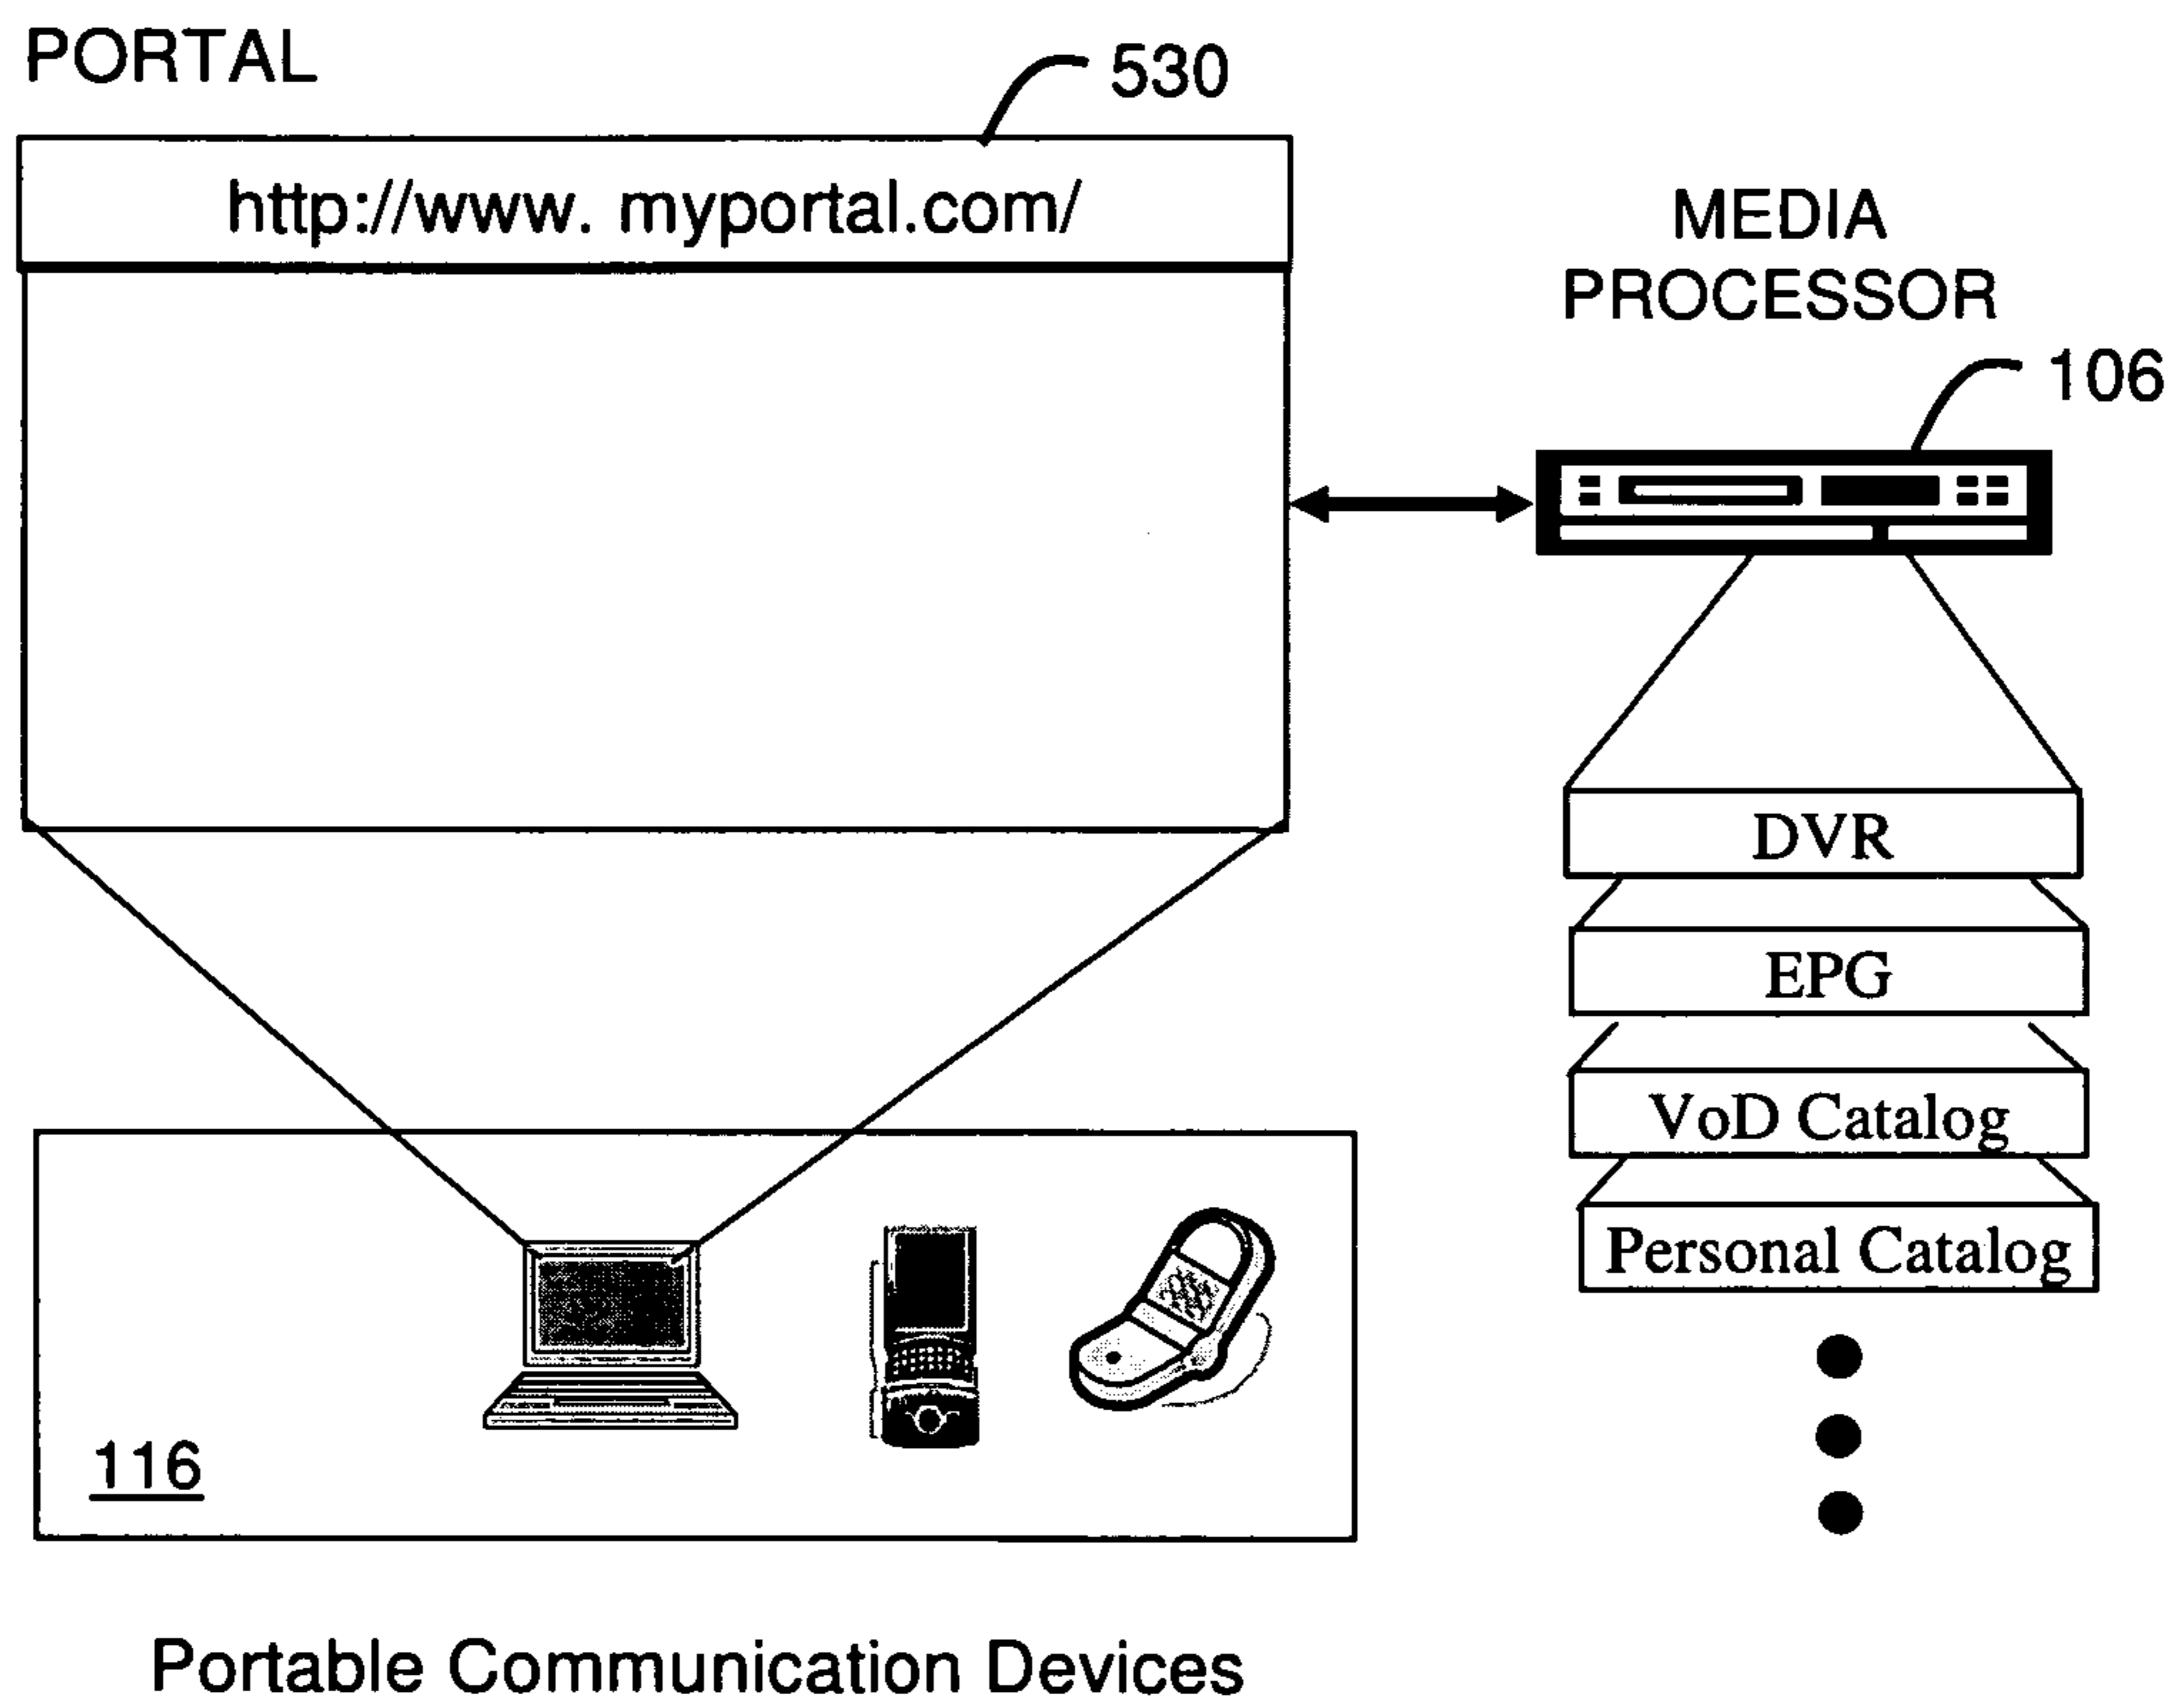 PORTAL
530
http://www. myportal.com/
MEDIA
PROCESSOR
106
DVR
EPG
VoD Catalog
Personal Catalog
116
Portable Communication Devices